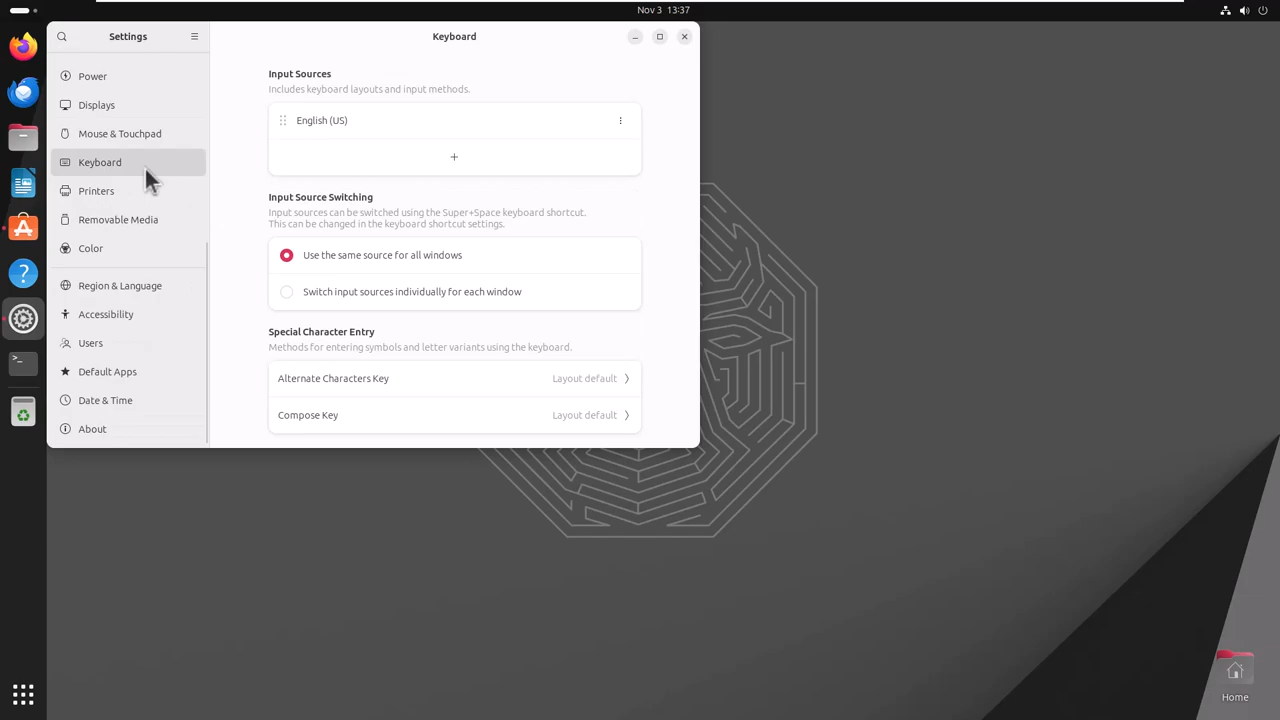 Nov 3 13:37
Settings
Keyboard
Power
Displays
Mouse & Touchpad
Keyboard
Printers
Removable Media
Color
Region & Language
Accessibility
Users
Default Apps
Date & Time
About
Input Sources
Includes keyboard layouts and input methods.
English (US)
Input Source Switching
Input sources can be switched using the Super+Space keyboard shortcut.
This can be changed in the keyboard shortcut settings.
Use the same source for all windows
Switch input sources individually for each window
Special Character Entry
Methods for entering symbols and letter variants using the keyboard.
Alternate Characters Key Layout default
Compose Key Layout default
Home